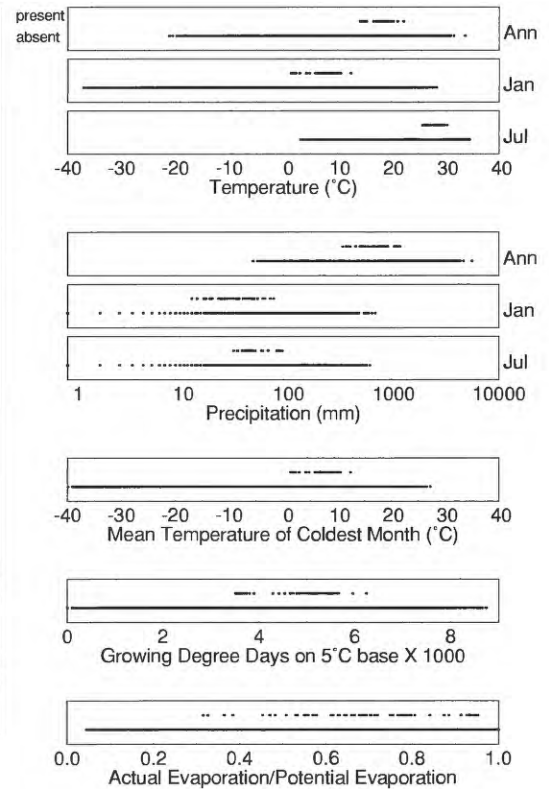 present
absent
Ann
Jan
Jul
-40 -30 -20 -10 0 10 20 30 40
Temperature (˚C)
Ann
Jan
Jul
1 10 100 1000 10000
Precipitation (mm)
-40 -30 -20 -10 0 10 20 30 40
Mean Temperature of Coldest Month (˚C)
0 2 4 6 8
Growing Degree Days on 5˚C base X 1000
0.0 0.2 0.4 0.6 0.8 1.0
Actual Evaporation/Potential Evaporation